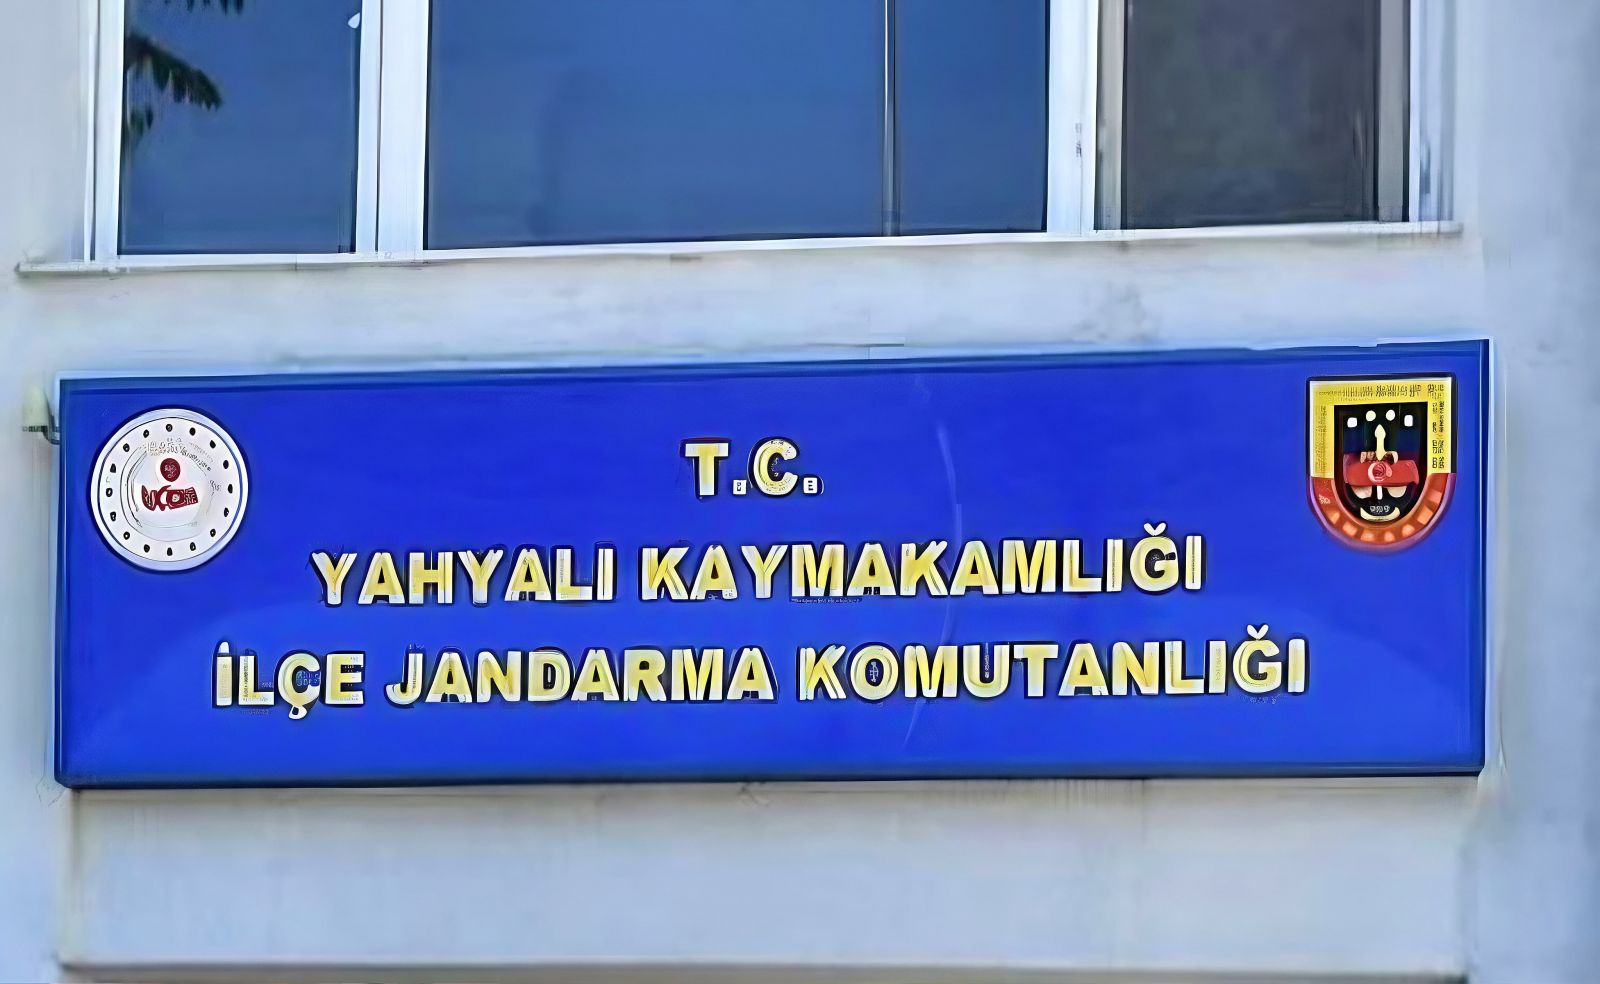 T.C.
YAHYALI KAYMAKAMLIĞI
İLÇE JANDARMA KOMUTANLIĞI